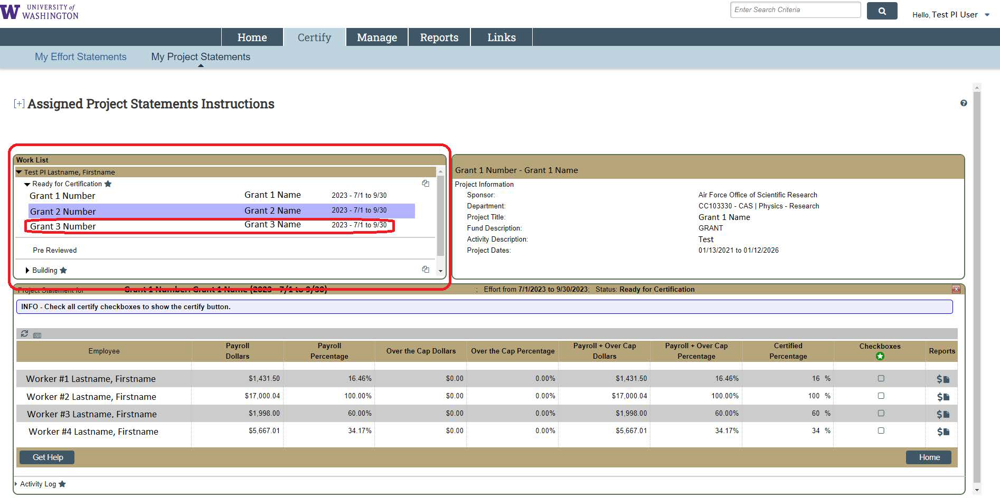 UNIVERSITY of
WASHINGTON
Enter Search Criteria
Hello, Test PI User
Home Certify Manage Reports Links
My Effort Statements My Project Statements
[+] Assigned Project Statements Instructions
Work List
Test PI Lastname, Firstname
Ready for Certification
Grant 1 Number Grant 1 Name 2023 - 7/1 to 9/30
Grant 2 Number Grant 2 Name 2023 - 7/1 to 9/30
Grant 3 Number Grant 3 Name 2023 - 7/1 to 9/30
Pre Reviewed
Building
Grant 1 Number - Grant 1 Name
Project Information
Sponsor: Air Force Office of Scientific Research
Department: CC103330 - CAS | Physics - Research
Project Title: Grant 1 Name
Fund Description: GRANT
Activity Description: Test
Project Dates: 01/13/2021 to 01/12/2026
Project Statement for Grant 1 Number: Grant 1 Name (2023 - 7/1 to 9/30) ; Effort from 7/1/2023 to 9/30/2023; Status: Ready for Certification
INFO - Check all certify checkboxes to show the certify button.
Employee Payroll Dollars Payroll Percentage Over the Cap Dollars Over the Cap Percentage Payroll + Over Cap Dollars Payroll + Over Cap Percentage Certified Percentage Checkboxes Reports
Worker #1 Lastname, Firstname $1,431.50 16.46% $0.00 0.00% $1,431.50 16.46% 16 % $
Worker #2 Lastname, Firstname $17,000.04 100.00% $0.00 0.00% $17,000.04 100.00% 100 % $
Worker #3 Lastname, Firstname $1,998.00 60.00% $0.00 0.00% $1,998.00 60.00% 60 % $
Worker #4 Lastname, Firstname $5,667.01 34.17% $0.00 0.00% $5,667.01 34.17% 34 % $
Get Help Home
Activity Log